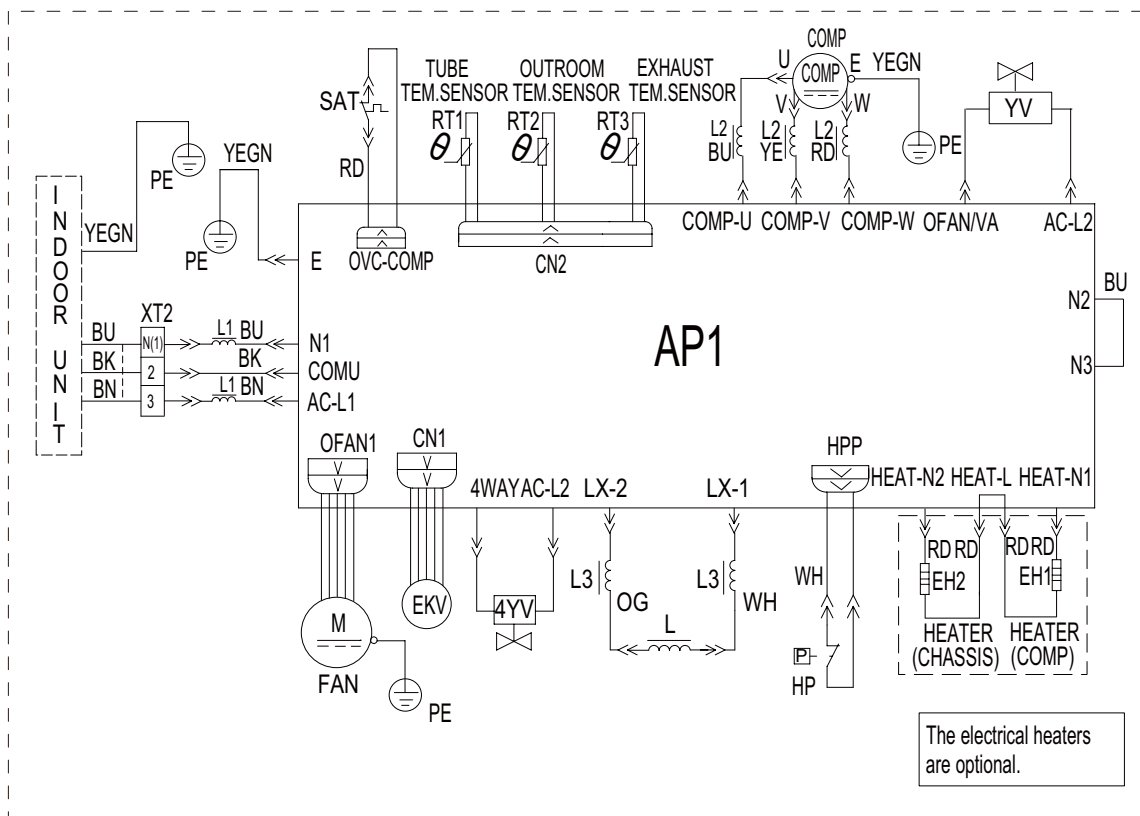 COMP
U COMP E YEGN
V W
TUBE
TEM.SENSOR
OUTROOM
TEM.SENSOR
EXHAUST
TEM.SENSOR
SAT
RT1
RT2
RT3
θ
θ
θ
RD
L2
BU
L2
YE
L2
RD
PE
YV
YEGN
PE
YEGN
PE
INDOOR UNIT
E
OVC-COMP
CN2
COMP-U
COMP-V
COMP-W
OFAN/VA
AC-L2
N2
BU
N3
AP1
XT2
BU N(1) L1 BU N1
BK 2 BK COMU
BN 3 L1 BN AC-L1
OFAN1
CN1
4WAY
AC-L2
LX-2
LX-1
HPP
HEAT-N2
HEAT-L
HEAT-N1
M
FAN
PE
EKV
4YV
L3
OG
L
L3
WH
WH
P
HP
RD
RD
RD
RD
EH2
EH1
HEATER
(CHASSIS)
HEATER
(COMP)
The electrical heaters
are optional.